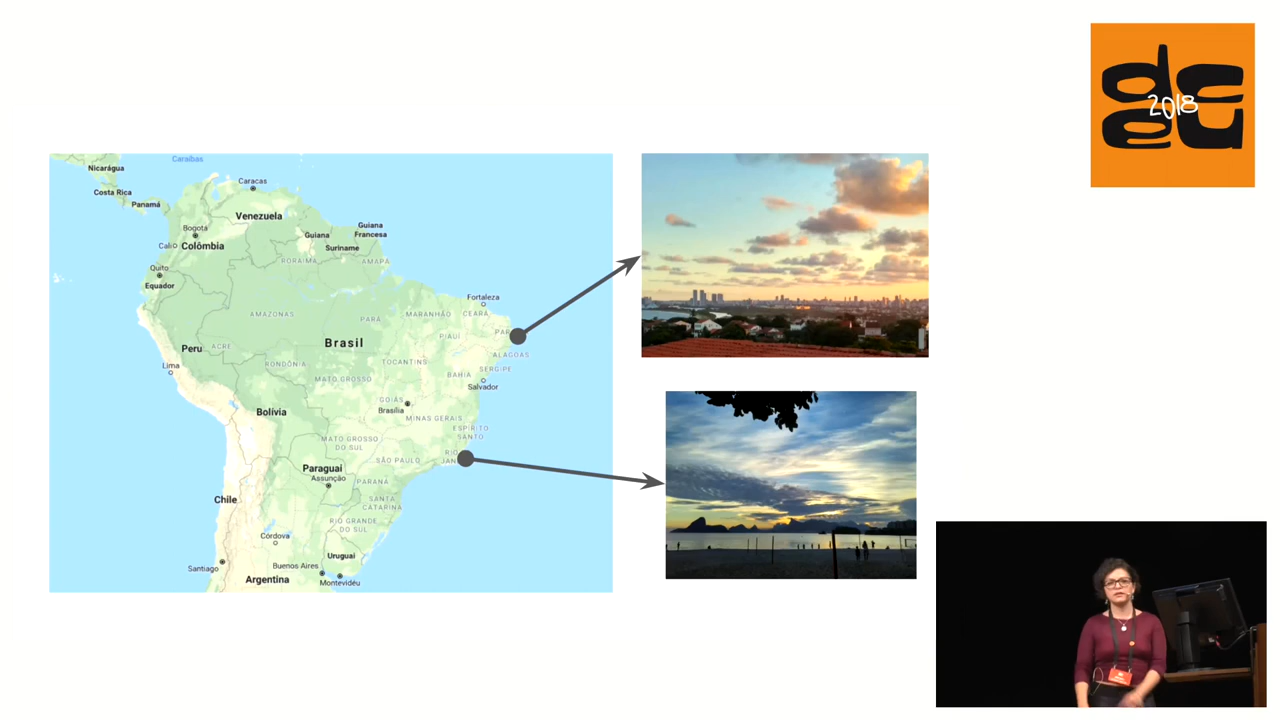 2018
Caraíbas
Nicarágua
Caracas
Costa Rica
Panamá
Venezuela
Guiana
Guiana
Francesa
Bogotá
Cali
Colômbia
Suriname
RORAIMA
AMAPÁ
Quito
Equador
Fortaleza
AMAZONAS
PARÁ
MARANHÃO
CEARÁ
Brasil
PIAUÍ
PAR
Peru
ACRE
ALAGOAS
Lima
RONDÔNIA
TOCANTINS
SERGIPE
MATO GROSSO
BAHIA
Salvador
GOIÁS
Brasília
Bolívia
MINAS GERAIS
ESPÍRITO
SANTO
MATO GROSSO
DO SUL
RIO
JAN
SÃO PAULO
Paraguai
Assunção
PARANÁ
Chile
SANTA
CATARINA
RIO GRANDE
DO SUL
Córdova
Uruguai
Santiago
Buenos Aires
Argentina
Montevidéu